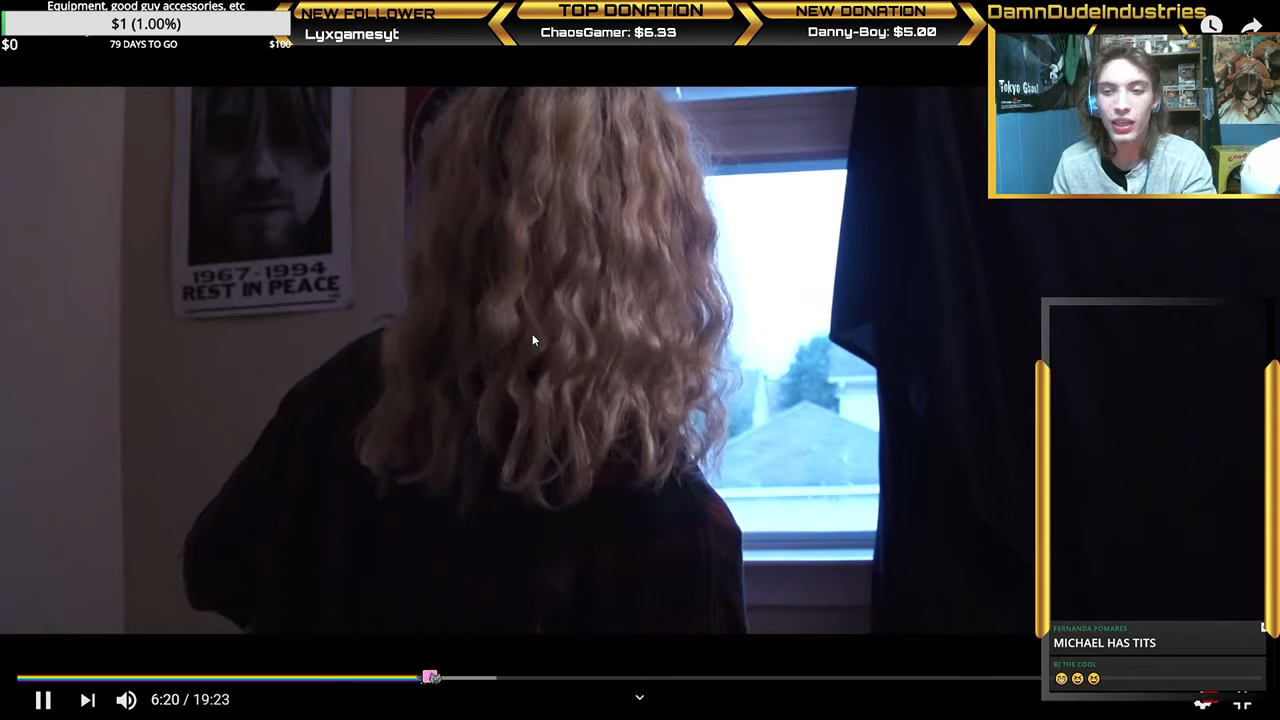 Equipment, good guy accessories, etc
$1 (1.00%)
$0
79 DAYS TO GO
$100
NEW FOLLOWER
Lyxgamesyt
TOP DONATION
ChaosGamer: $6.33
NEW DONATION
Danny-Boy: $5.00
DamnDudeIndustries
Tokyo Ghoul
1967-1994
REST IN PEACE
FERNANDA POMARES
MICHAEL HAS TITS
BJ THE COOL
6:20 / 19:23